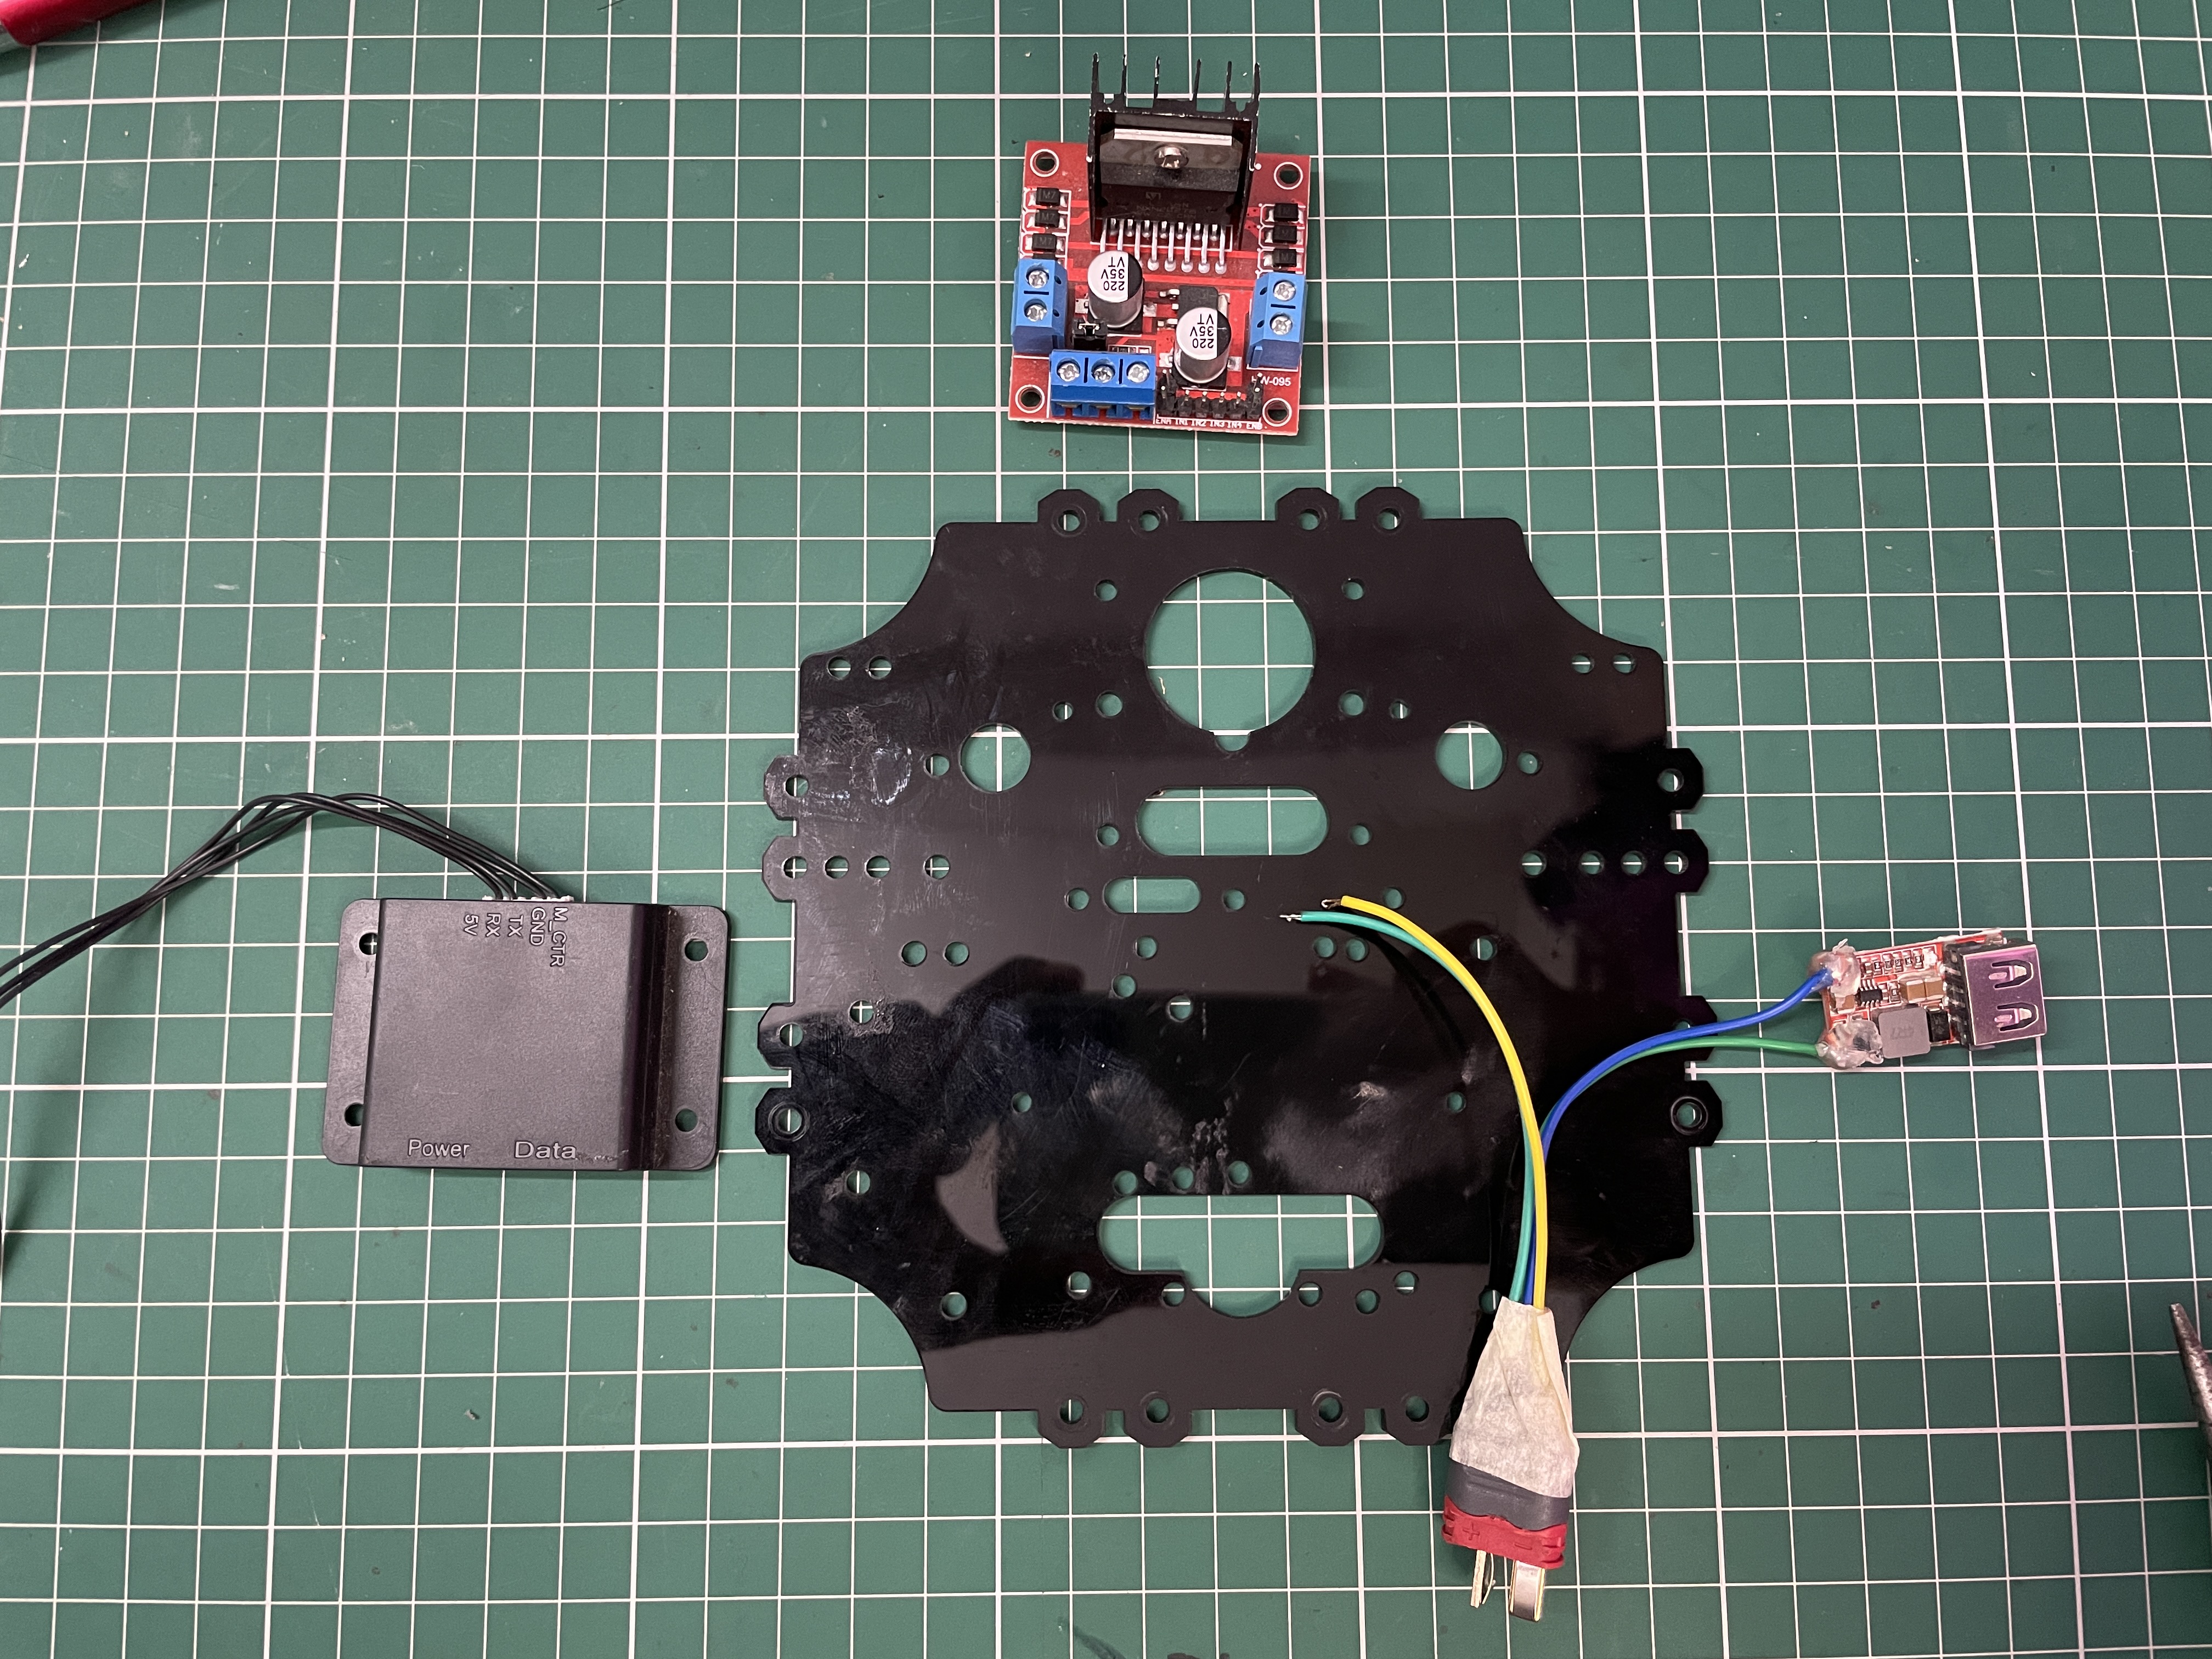 220
35V
VT
220
35V
VT
HW-095
ENA IN1 IN2 IN3 IN4 ENB
M_CTR
GND
TX
RX
5V
Power Data
+ -